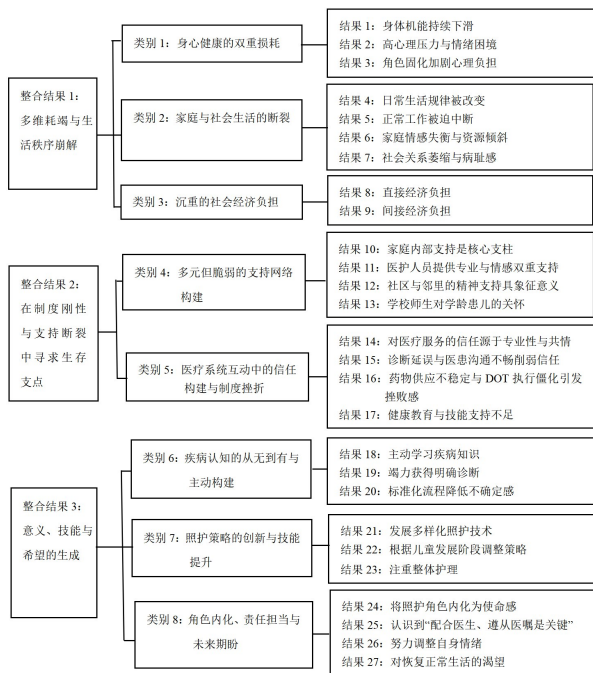 整合结果 1：
多维耗竭与生
活秩序崩解
类别 1：身心健康的双重损耗
结果 1：身体机能持续下滑
结果 2：高心理压力与情绪困境
结果 3：角色固化加剧心理负担
类别 2：家庭与社会生活的断裂
结果 4：日常生活规律被改变
结果 5：正常工作被迫中断
结果 6：家庭情感失衡与资源倾斜
结果 7：社会关系萎缩与病耻感
类别 3：沉重的社会经济负担
结果 8：直接经济负担
结果 9：间接经济负担
整合结果 2：
在制度刚性
与支持断裂
中寻求生存
支点
类别 4：多元但脆弱的支持网络
构建
结果 10：家庭内部支持是核心支柱
结果 11：医护人员提供专业与情感双重支持
结果 12：社区与邻里的精神支持具象征意义
结果 13：学校师生对学龄患儿的关怀
类别 5：医疗系统互动中的信任
构建与制度挫折
结果 14：对医疗服务的信任源于专业性与共情
结果 15：诊断延误与医患沟通不畅削弱信任
结果 16：药物供应不稳定与 DOT 执行僵化引发
挫败感
结果 17：健康教育与技能支持不足
整合结果 3：
意义、技能与
希望的生成
类别 6：疾病认知的从无到有与
主动构建
结果 18：主动学习疾病知识
结果 19：竭力获得明确诊断
结果 20：标准化流程降低不确定感
类别 7：照护策略的创新与技能
提升
结果 21：发展多样化照护技术
结果 22：根据儿童发展阶段调整策略
结果 23：注重整体护理
类别 8：角色内化、责任担当与
未来期盼
结果 24：将照护角色内化为使命感
结果 25：认识到“配合医生、遵从医嘱是关键”
结果 26：努力调整自身情绪
结果 27：对恢复正常生活的渴望